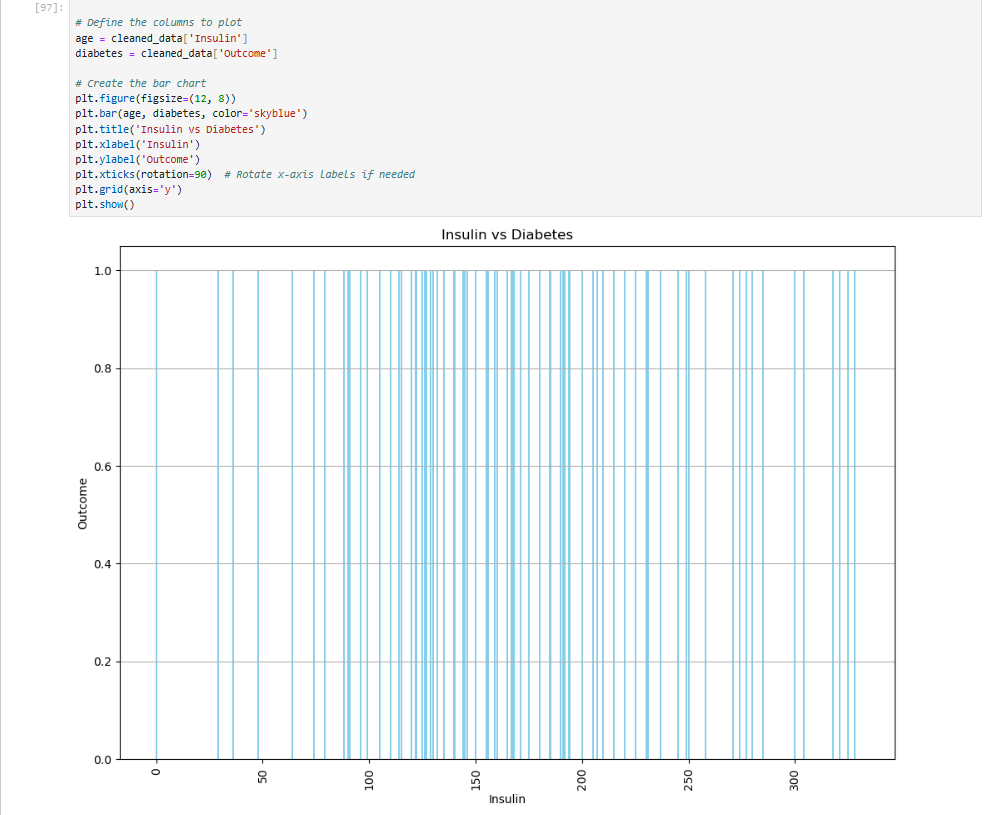 [97]:
# Define the columns to plot
age = cleaned_data['Insulin']
diabetes = cleaned_data['Outcome']
# Create the bar chart
plt.figure(figsize=(12, 8))
plt.bar(age, diabetes, color='skyblue')
plt.title('Insulin vs Diabetes')
plt.xlabel('Insulin')
plt.ylabel('Outcome')
plt.xticks(rotation=90)  # Rotate x-axis labels if needed
plt.grid(axis='y')
plt.show()
Insulin vs Diabetes
1.0
0.8
0.6
0.4
0.2
0.0
Outcome
0 50 100 150 200 250 300
Insulin